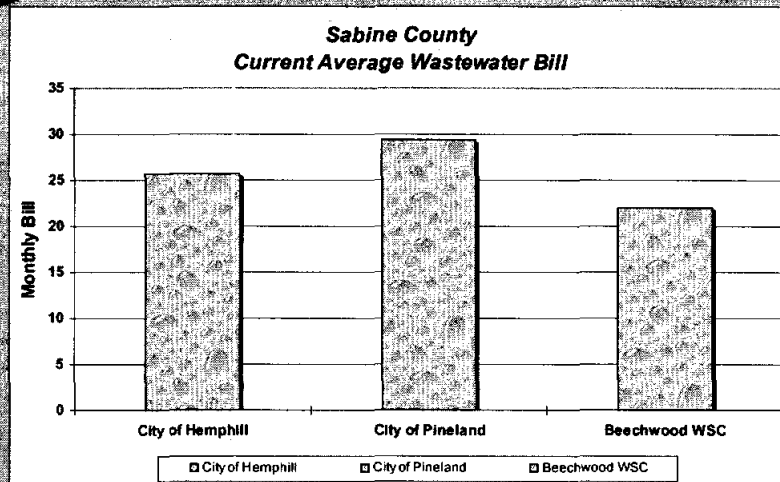 Sabine County
Current Average Wastewater Bill
Monthly Bill
35
30
25
20
15
10
5
0
City of Hemphill City of Pineland Beechwood WSC
City of Hemphill City of Pineland Beechwood WSC